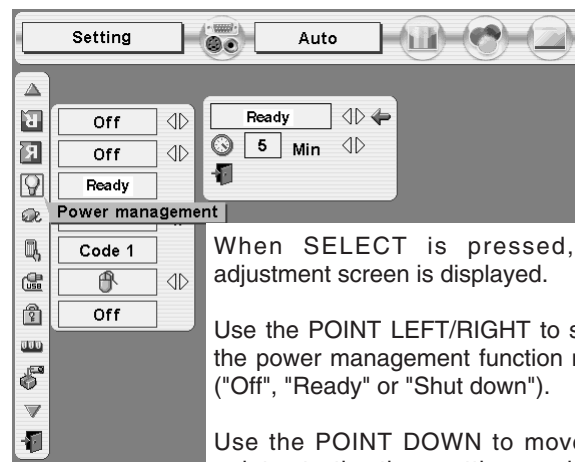 Setting
Auto
Off
Ready
5 Min
Off
Ready
Power management
Code 1
USB
Off
When SELECT is pressed,
adjustment screen is displayed.
Use the POINT LEFT/RIGHT to
the power management function
("Off", "Ready" or "Shut down").
Use the POINT DOWN to move